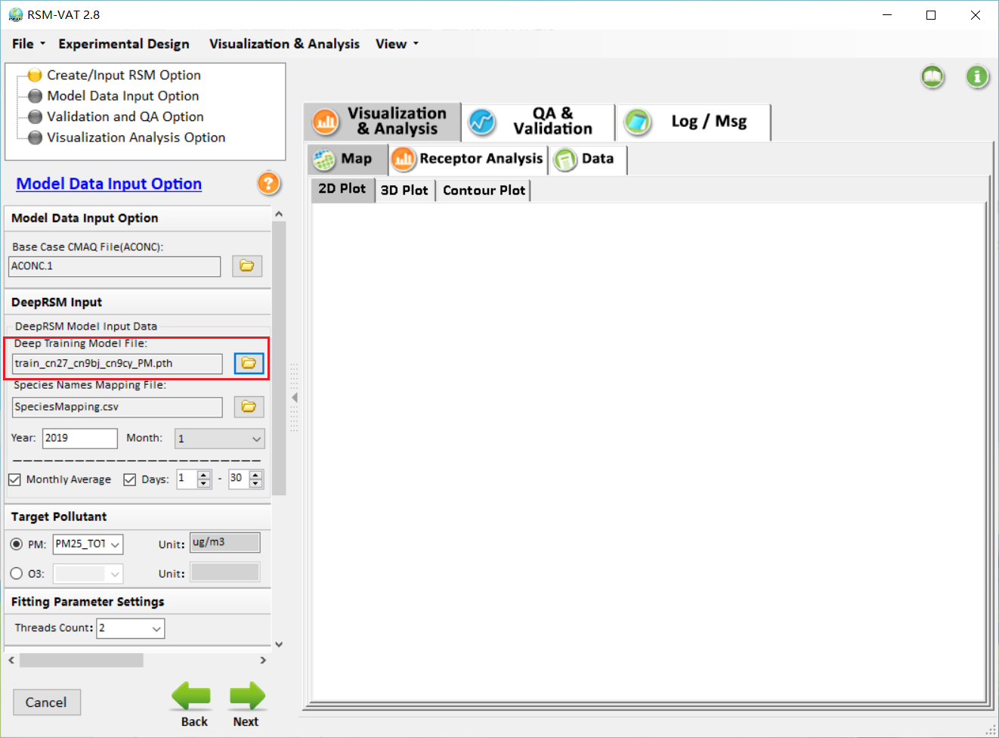 RSM-VAT 2.8
File Experimental Design Visualization & Analysis View
Create/Input RSM Option
Model Data Input Option
Validation and QA Option
Visualization Analysis Option
Model Data Input Option
Visualization & Analysis
QA & Validation
Log / Msg
Map Receptor Analysis Data
2D Plot 3D Plot Contour Plot
Model Data Input Option
Base Case CMAQ File(ACONC):
ACONC.1
DeepRSM Input
DeepRSM Model Input Data
Deep Training Model File:
train_cn27_cn9bj_cn9cy_PM.pth
Species Names Mapping File:
SpeciesMapping.csv
Year: 2019 Month: 1
Monthly Average Days: 1 - 30
Target Pollutant
PM: PM25_TOT Unit: ug/m3
O3: Unit:
Fitting Parameter Settings
Threads Count: 2
Cancel
Back
Next